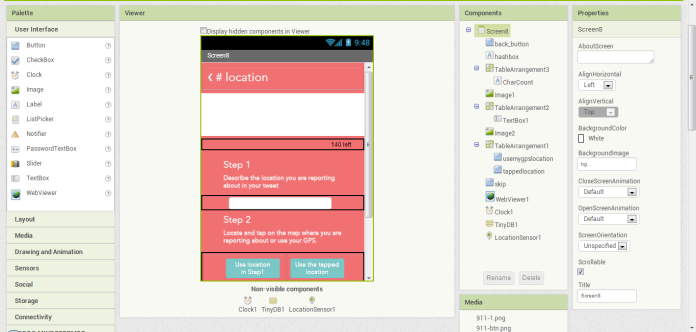 Palette
User Interface
Button
CheckBox
Clock
Image
Label
ListPicker
Notifier
PasswordTextBox
Slider
TextBox
WebViewer
Layout
Media
Drawing and Animation
Sensors
Social
Storage
Connectivity
Viewer
Display hidden components in Viewer
9:48
Screen8
# location
140 left
Step 1
Describe the location you are reporting
about in your tweet
Step 2
Locate and tap on the map where you are
reporting about or use your GPS.
Use location
in Step1
Use the tapped
location
Non-visible components
Clock1 TinyDB1 LocationSensor1
Components
Screen8
back_button
hashbox
TableArrangement3
CharCount
Image1
TableArrangement2
TextBox1
Image2
TableArrangement1
usemygpslocation
tappedlocation
skip
WebViewer1
Clock1
TinyDB1
LocationSensor1
Rename Delete
Media
911-1.png
911-btn.png
Properties
Screen8
AboutScreen
AlignHorizontal
Left
AlignVertical
Top
BackgroundColor
White
BackgroundImage
CloseScreenAnimation
Default
OpenScreenAnimation
Default
ScreenOrientation
Unspecified
Scrollable
Title
Screen8